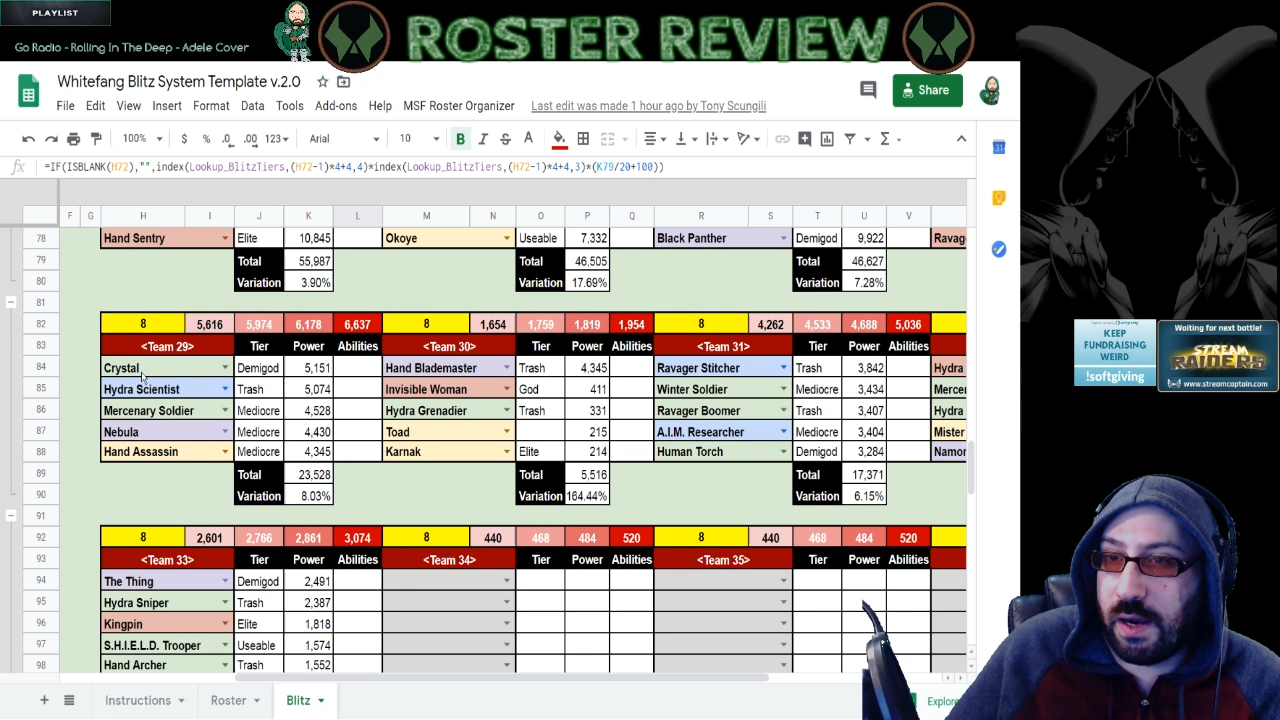 PLAYLIST
Go Radio - Rolling In The Deep - Adele Cover
ROSTER REVIEW
Whitefang Blitz System Template v.2.0
File Edit View Insert Format Data Tools Add-ons Help MSF Roster Organizer Last edit was made 1 hour ago by Tony Scungili
Share
100% $ % .0 .00 123 Arial 10 B I S A
fx =IF(ISBLANK(H72),"",index(Lookup_BlitzTiers,(H72-1)*4+4,4)*index(Lookup_BlitzTiers,(H72-1)*4+4,3)*(K79/20+100))
F G H I J K L M N O P Q R S T U V
78 Hand Sentry Elite 10,845 Okoye Useable 7,332 Black Panther Demigod 9,922 Ravag
79 Total 55,987 Total 46,505 Total 46,627
80 Variation 3.90% Variation 17.69% Variation 7.28%
81
82 8 5,616 5,974 6,178 6,637 8 1,654 1,759 1,819 1,954 8 4,262 4,533 4,688 5,036
83 <Team 29> Tier Power Abilities <Team 30> Tier Power Abilities <Team 31> Tier Power Abilities
84 Crystal Demigod 5,151 Hand Blademaster Trash 4,345 Ravager Stitcher Trash 3,842 Hydra
85 Hydra Scientist Trash 5,074 Invisible Woman God 411 Winter Soldier Mediocre 3,434 Mercer
86 Mercenary Soldier Mediocre 4,528 Hydra Grenadier Trash 331 Ravager Boomer Trash 3,407 Hydra
87 Nebula Mediocre 4,430 Toad 215 A.I.M. Researcher Mediocre 3,404 Mister
88 Hand Assassin Mediocre 4,345 Karnak Elite 214 Human Torch Demigod 3,284 Namor
89 Total 23,528 Total 5,516 Total 17,371
90 Variation 8.03% Variation 164.44% Variation 6.15%
91
92 8 2,601 2,766 2,861 3,074 8 440 468 484 520 8 440 468 484 520
93 <Team 33> Tier Power Abilities <Team 34> Tier Power Abilities <Team 35> Tier Power Abilities
94 The Thing Demigod 2,491
95 Hydra Sniper Trash 2,387
96 Kingpin Elite 1,818
97 S.H.I.E.L.D. Trooper Useable 1,574
98 Hand Archer Trash 1,552
Instructions Roster Blitz Explore
31
KEEP
FUNDRAISING
WEIRD
!softgiving
Waiting for next battle!
STREAM
RAIDERS
www.streamcaptain.com